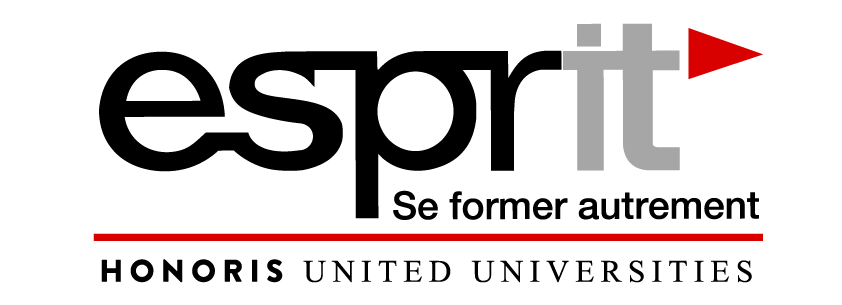 esprit
Se former autrement
HONORIS UNITED UNIVERSITIES